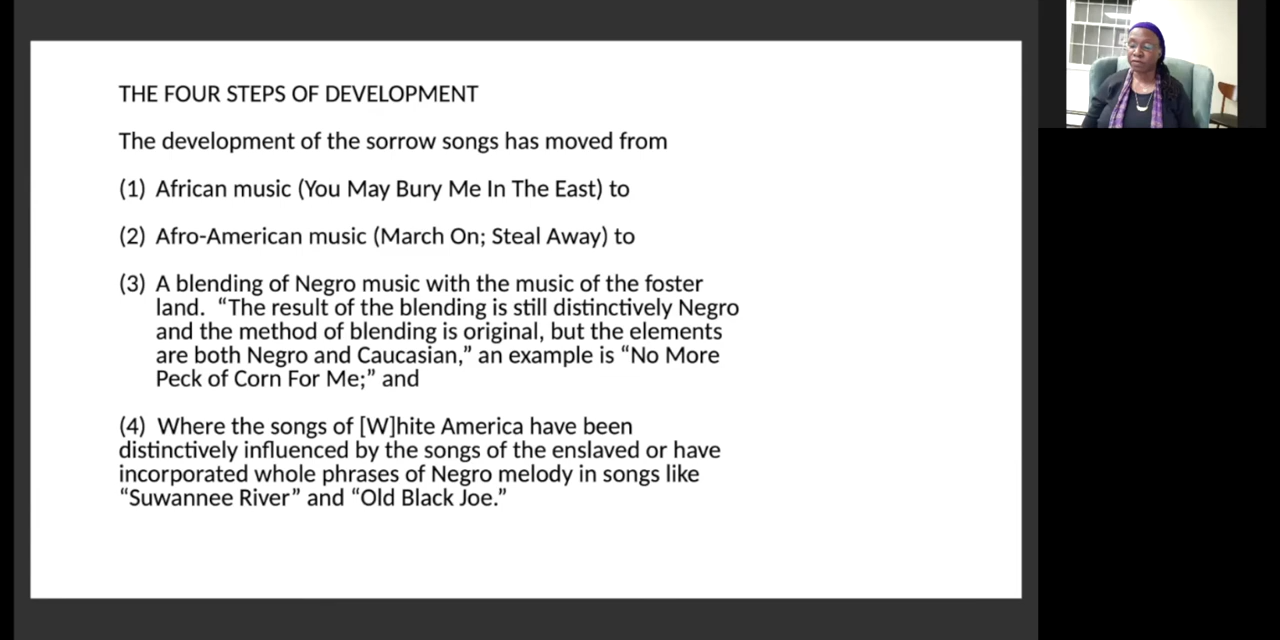 THE FOUR STEPS OF DEVELOPMENT
The development of the sorrow songs has moved from
(1) African music (You May Bury Me In The East) to
(2) Afro-American music (March On; Steal Away) to
(3) A blending of Negro music with the music of the foster
land. “The result of the blending is still distinctively Negro
and the method of blending is original, but the elements
are both Negro and Caucasian,” an example is “No More
Peck of Corn For Me;” and
(4) Where the songs of [W]hite America have been
distinctively influenced by the songs of the enslaved or have
incorporated whole phrases of Negro melody in songs like
“Suwannee River” and “Old Black Joe.”